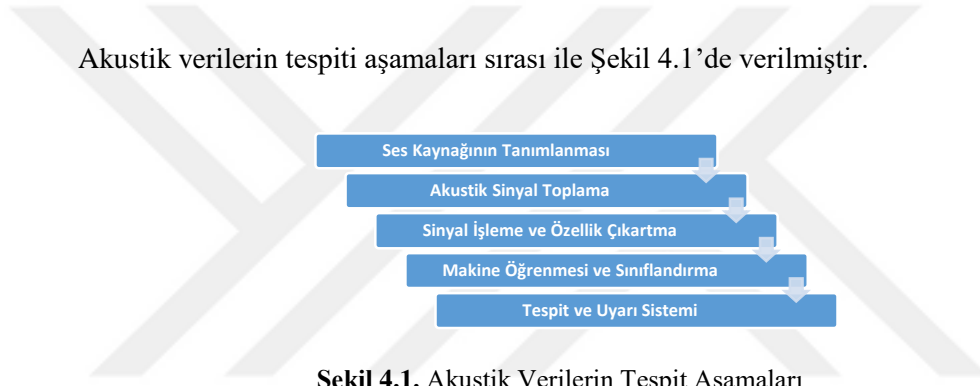 Akustik verilerin tespiti aşamaları sırası ile Şekil 4.1’de verilmiştir.
Ses Kaynağının Tanımlanması
Akustik Sinyal Toplama
Sinyal İşleme ve Özellik Çıkartma
Makine Öğrenmesi ve Sınıflandırma
Tespit ve Uyarı Sistemi
Şekil 4.1. Akustik Verilerin Tespit Aşamaları